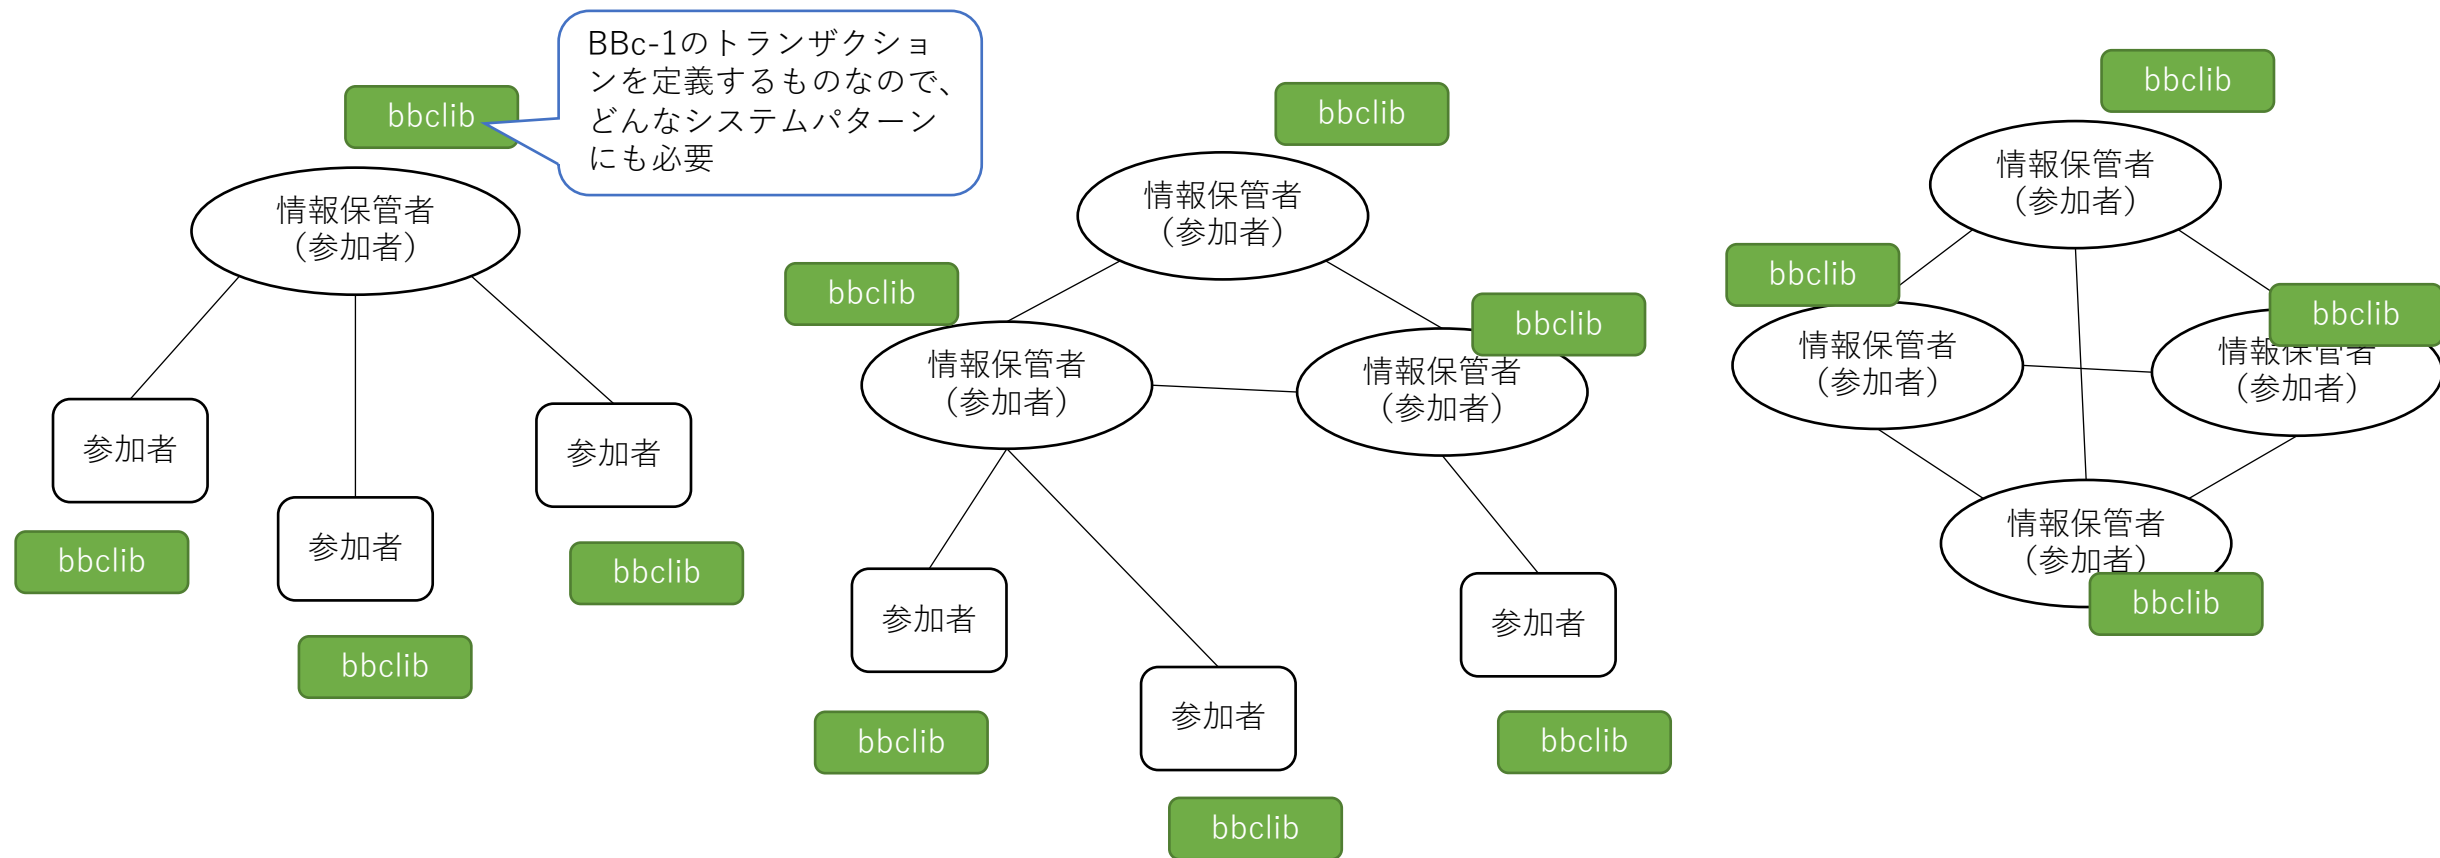 bbclib
BBc-1のトランザクショ
ンを定義するものなので、
どんなシステムパターン
にも必要
情報保管者
（参加者）
参加者
参加者
参加者
bbclib
bbclib
bbclib
bbclib
情報保管者
（参加者）
bbclib
bbclib
情報保管者
（参加者）
情報保管者
（参加者）
参加者
参加者
参加者
bbclib
bbclib
bbclib
bbclib
情報保管者
（参加者）
bbclib
bbclib
情報保管者
（参加者）
情報保管者
（参加者）
情報保管者
（参加者）
bbclib